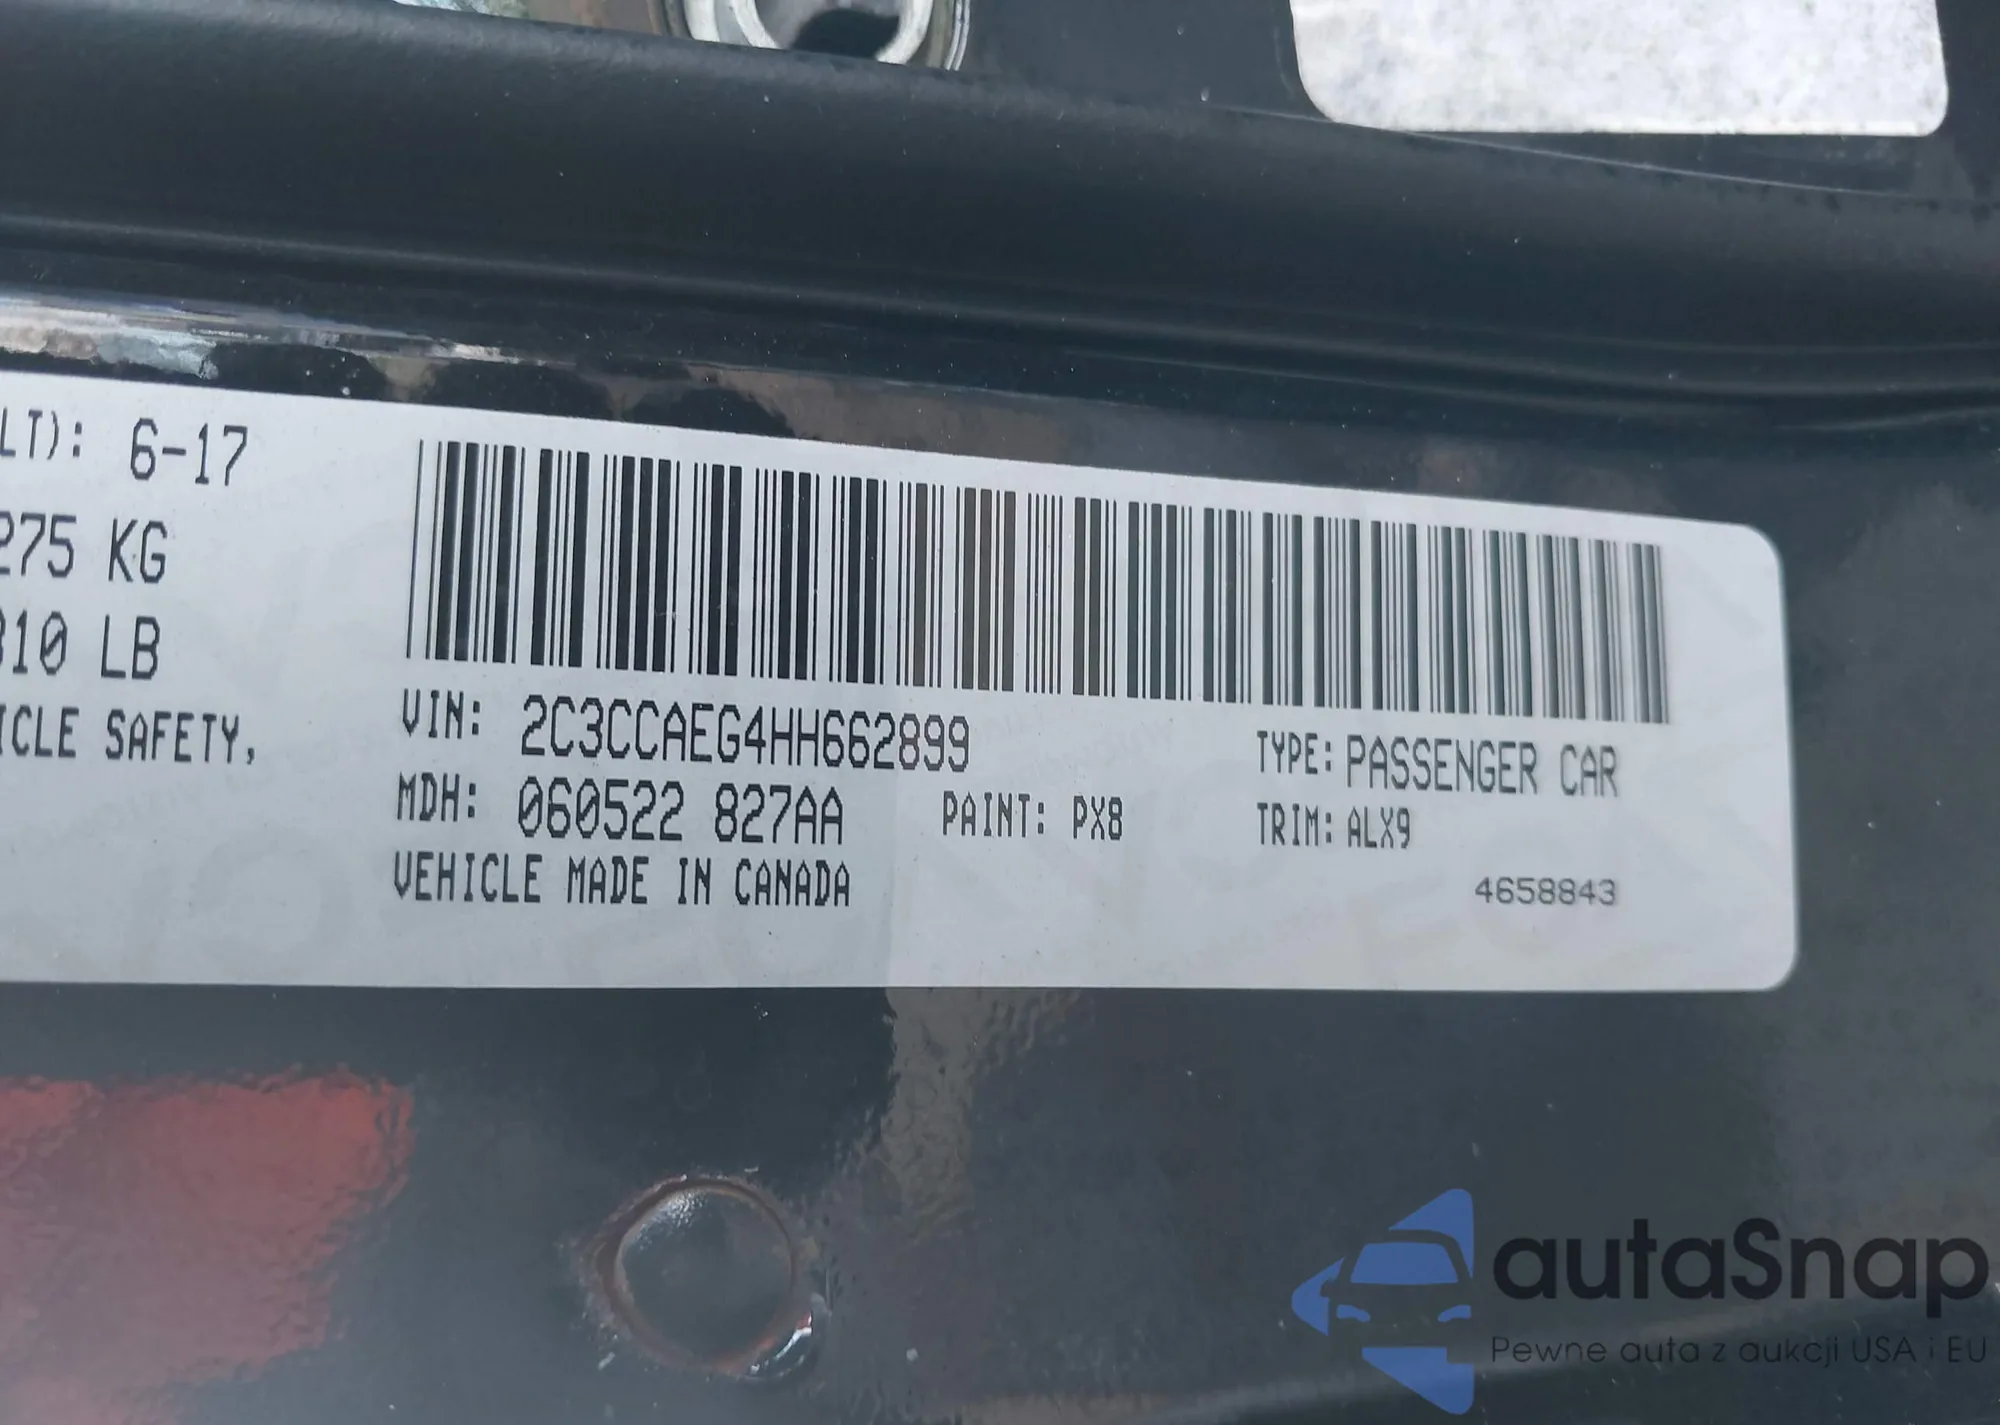 LT): 6-17
275 KG
310 LB
ICLE SAFETY,
VIN: 2C3CCAEG4HH662899
TYPE: PASSENGER CAR
MDH: 060522 827AA PAINT: PX8
TRIM: ALX9
VEHICLE MADE IN CANADA
4658843
autaSnap
Pewne auta z aukcji USA i EU